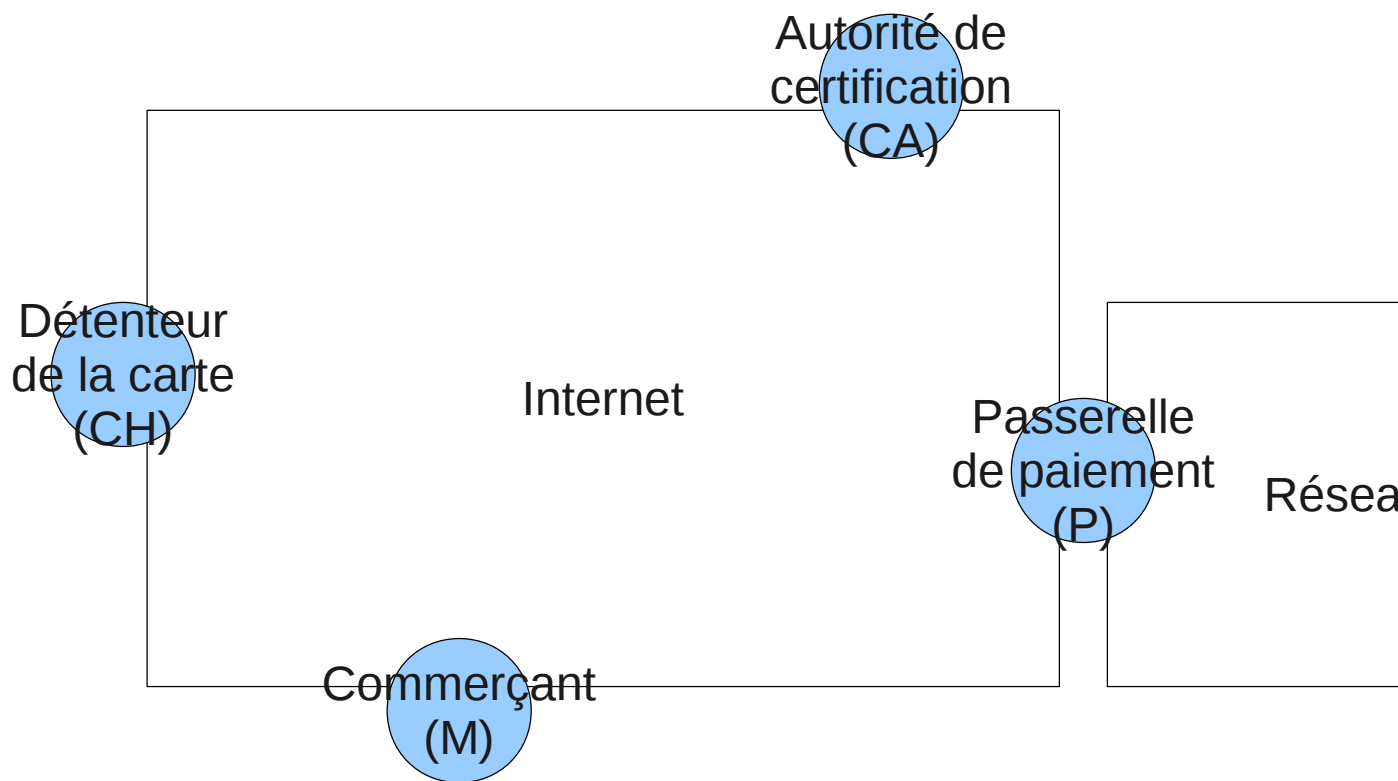 Autorité de
certification
(CA)
Détenteur
de la carte
(CH)
Internet
Passerelle
de paiement
(P)
Commerçant
(M)